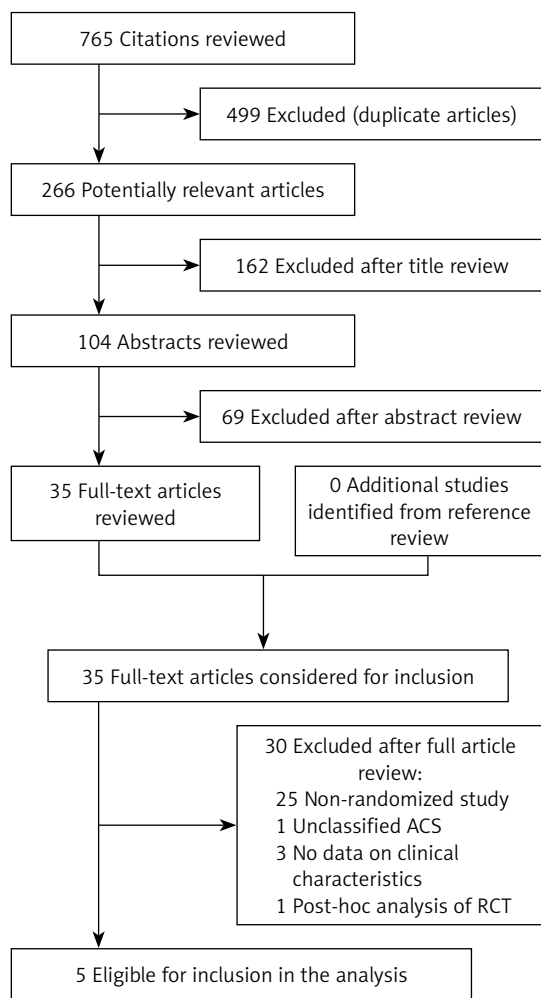 765 Citations reviewed
499 Excluded (duplicate articles)
266 Potentially relevant articles
162 Excluded after title review
104 Abstracts reviewed
69 Excluded after abstract review
35 Full-text articles
reviewed
0 Additional studies
identified from reference
review
35 Full-text articles considered for inclusion
30 Excluded after full article
review:
25 Non-randomized study
1 Unclassified ACS
3 No data on clinical
characteristics
1 Post-hoc analysis of RCT
5 Eligible for inclusion in the analysis